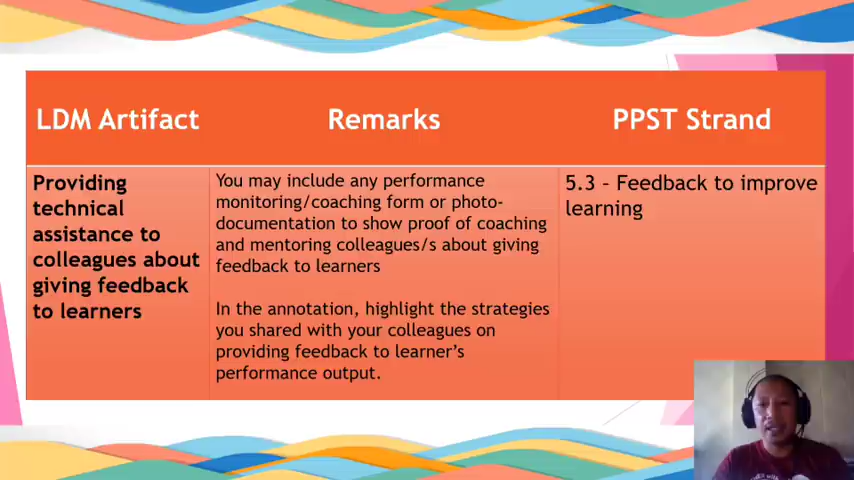 LDM Artifact
Remarks
PPST Strand
Providing
technical
assistance to
colleagues about
giving feedback
to learners
You may include any performance
monitoring/coaching form or photo-
documentation to show proof of coaching
and mentoring colleagues/s about giving
feedback to learners
In the annotation, highlight the strategies
you shared with your colleagues on
providing feedback to learner's
performance output.
5.3 - Feedback to improve
learning